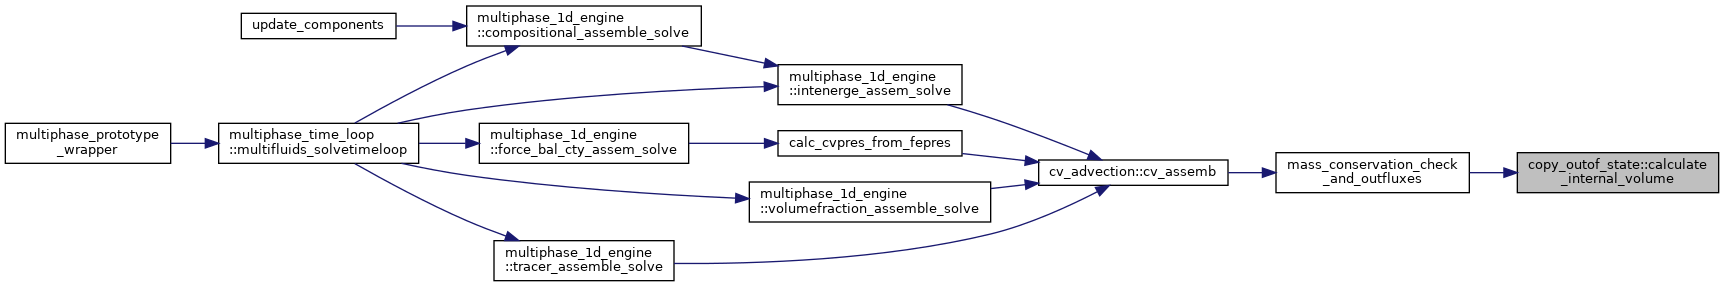 update_components
multiphase_1d_engine
::compositional_assemble_solve
multiphase_1d_engine
::intenerge_assem_solve
multiphase_prototype
_wrapper
multiphase_time_loop
::multifluids_solvetimeloop
multiphase_1d_engine
::force_bal_cty_assem_solve
calc_cvpres_from_fepres
cv_advection::cv_assemb
mass_conservation_check
_and_outfluxes
copy_outof_state::calculate
_internal_volume
multiphase_1d_engine
::volumefraction_assemble_solve
multiphase_1d_engine
::tracer_assemble_solve